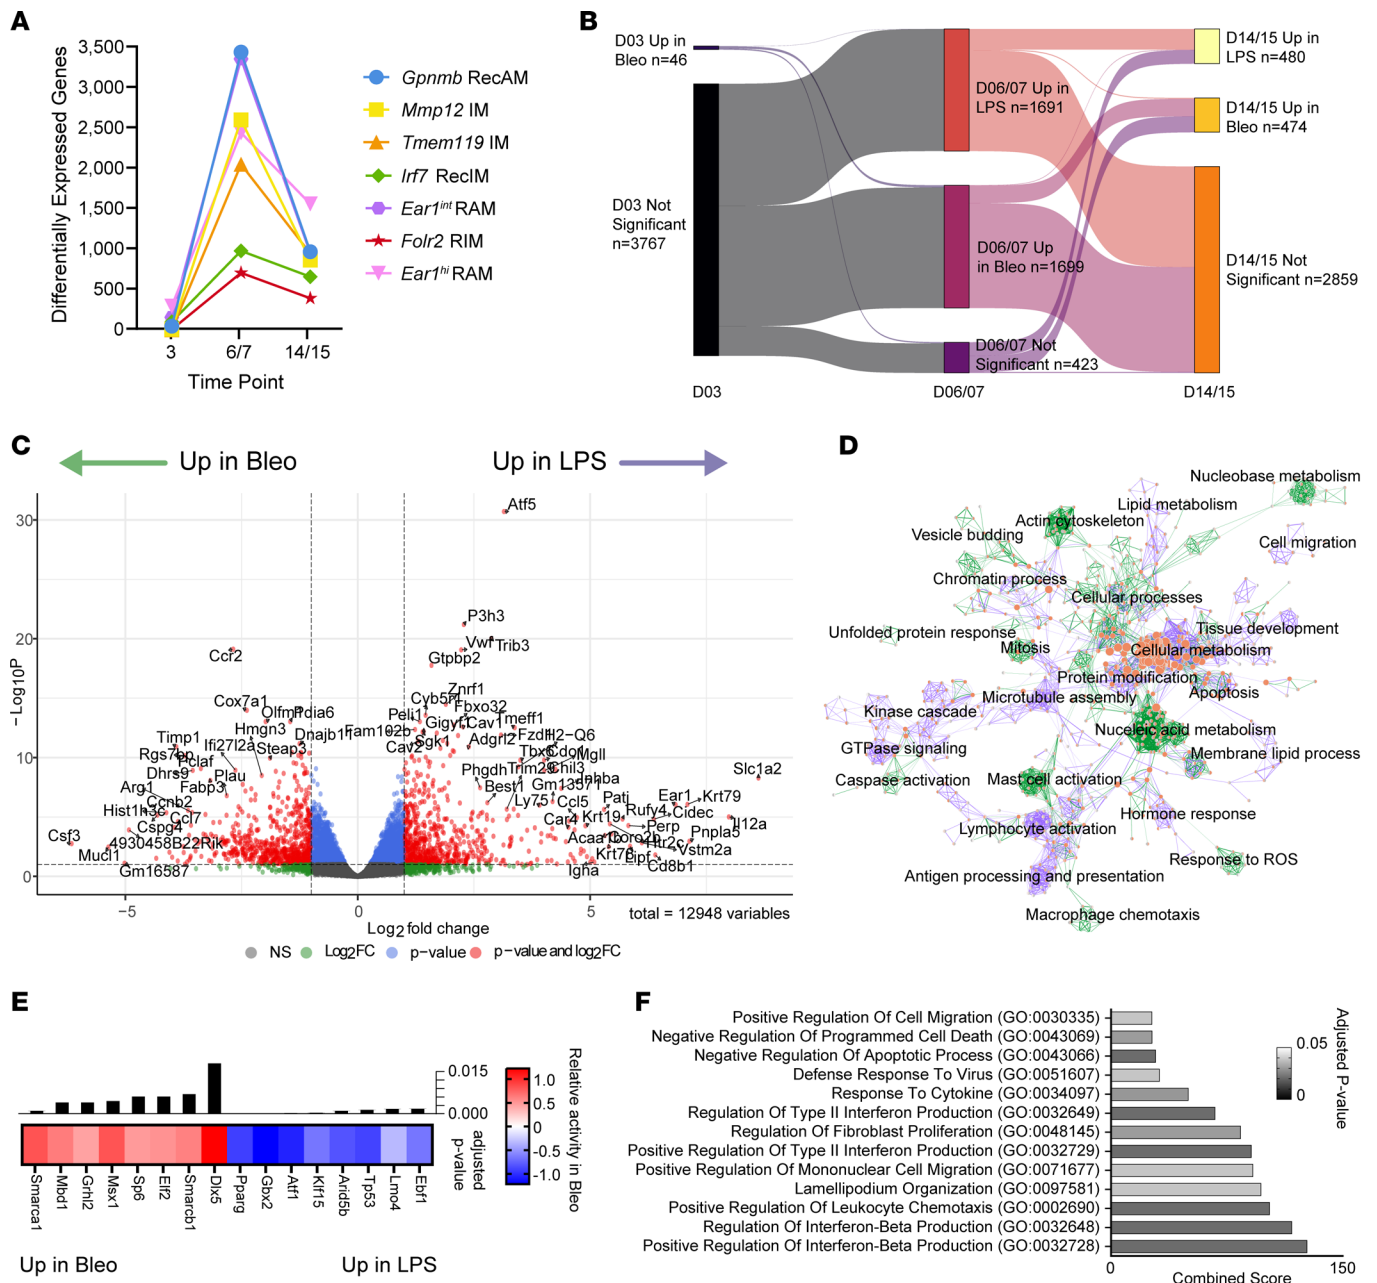 A
Differentially Expressed Genes
3,500
3,000
2,500
2,000
1,500
1,000
500
0
3
6/7
14/15
Time Point
Gpnmb RecAM
Mmp12 IM
Tmem119 IM
Irf7 RecIM
Ear1int RAM
Folr2 RIM
Ear1hi RAM
B
D03 Up in
Bleo n=46
D03 Not
Significant
n=3767
D06/07 Up in
LPS n=1691
D06/07 Up
in Bleo n=1699
D06/07 Not
Significant n=423
D14/15 Up in
LPS n=480
D14/15 Up in
Bleo n=474
D14/15 Not
Significant n=2859
D03
D06/07
D14/15
C
Up in Bleo
Up in LPS
−Log10P
30
20
10
0
Atf5
P3h3
Vwf
Trib3
Gtpbp2
Ccr2
Znrf1
Cox7a1
Olfml
Pdia6
Cyb5r1
Fbxo32
Peli1
Gigyf1
Cav1
Tmeff1
Hmgn3
Dnajb1
Fam102b
Sgk1
Adgrl2
Fzd1
H2−Q6
Timp1
Ifi27l2a
Steap3
Cav2
Tbx6
Cdo1
Mgll
Pclaf
Phgdh
Trim29
Chil3
Slc1a2
Dhrs9
Plau
Inhba
Arg1
Fabp3
Best1
Gm13571
Ccnb2
Ly75
Ccl5
Pati
Ear1
Krt79
Hist1h3c
Ccl7
Car4
Krt19
Rufy4
Cidec
Il12a
Cspg4
Perp
Pnpla5
Csf3
4930458B22Rik
Vstm2a
Mucl1
Krt78
Cd8b1
Gm16587
Igha
−5
0
5
total = 12948 variables
Log2 fold change
NS
Log2FC
p−value
p−value and log2FC
D
Nucleobase metabolism
Lipid metabolism
Actin cytoskeleton
Vesicle budding
Cell migration
Chromatin process
Cellular processes
Unfolded protein response
Tissue development
Mitosis
Cellular metabolism
Protein modification
Microtubule assembly
Apoptosis
Kinase cascade
Nucleic acid metabolism
GTPase signaling
Membrane lipid process
Caspase activation
Mast cell activation
Hormone response
Lymphocyte activation
Response to ROS
Antigen processing and presentation
Macrophage chemotaxis
E
0.015
0.000
adjusted
p-value
Smarca1
Mbd1
Grhl2
Msx1
Sp6
Elf2
Smarcb1
Dlx5
Pparg
Gbx2
Atf1
Klf15
Arid5b
Tp53
Lmo4
Ebf1
Up in Bleo
Up in LPS
1.0
0.5
0
-0.5
-1.0
Relative activity in Bleo
F
Positive Regulation Of Cell Migration (GO:0030335)
Negative Regulation Of Programmed Cell Death (GO:0043069)
Negative Regulation Of Apoptotic Process (GO:0043066)
Defense Response To Virus (GO:0051607)
Response To Cytokine (GO:0034097)
Regulation Of Type II Interferon Production (GO:0032649)
Regulation Of Fibroblast Proliferation (GO:0048145)
Positive Regulation Of Type II Interferon Production (GO:0032729)
Positive Regulation Of Mononuclear Cell Migration (GO:0071677)
Lamellipodium Organization (GO:0097581)
Positive Regulation Of Leukocyte Chemotaxis (GO:0002690)
Regulation Of Interferon-Beta Production (GO:0032648)
Positive Regulation Of Interferon-Beta Production (GO:0032728)
0
150
Combined Score
0.05
0
Adjusted P-value